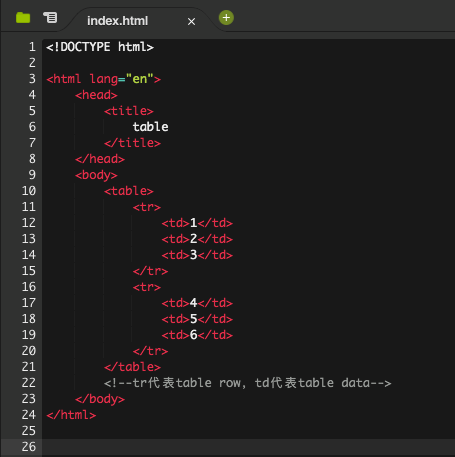 index.html
1 <!DOCTYPE html>
2
3 <html lang="en">
4     <head>
5         <title>
6             table
7         </title>
8     </head>
9     <body>
10         <table>
11             <tr>
12                 <td>1</td>
13                 <td>2</td>
14                 <td>3</td>
15             </tr>
16             <tr>
17                 <td>4</td>
18                 <td>5</td>
19                 <td>6</td>
20             </tr>
21         </table>
22         <!--tr代表table row, td代表table data-->
23     </body>
24 </html>
25
26